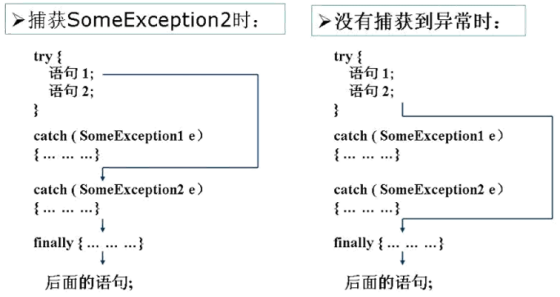 ➢捕获SomeException2时：
try {
语句 1;
语句 2;
}
catch ( SomeException1 e）
{ ... ... ...}
catch ( SomeException2 e）
{ ... ... ...}
finally { ... ... ...}
后面的语句;
➢没有捕获到异常时：
try {
语句 1;
语句 2;
}
catch ( SomeException1 e）
{ ... ... ...}
catch ( SomeException2 e）
{ ... ... ...}
finally { ... ... ...}
后面的语句;